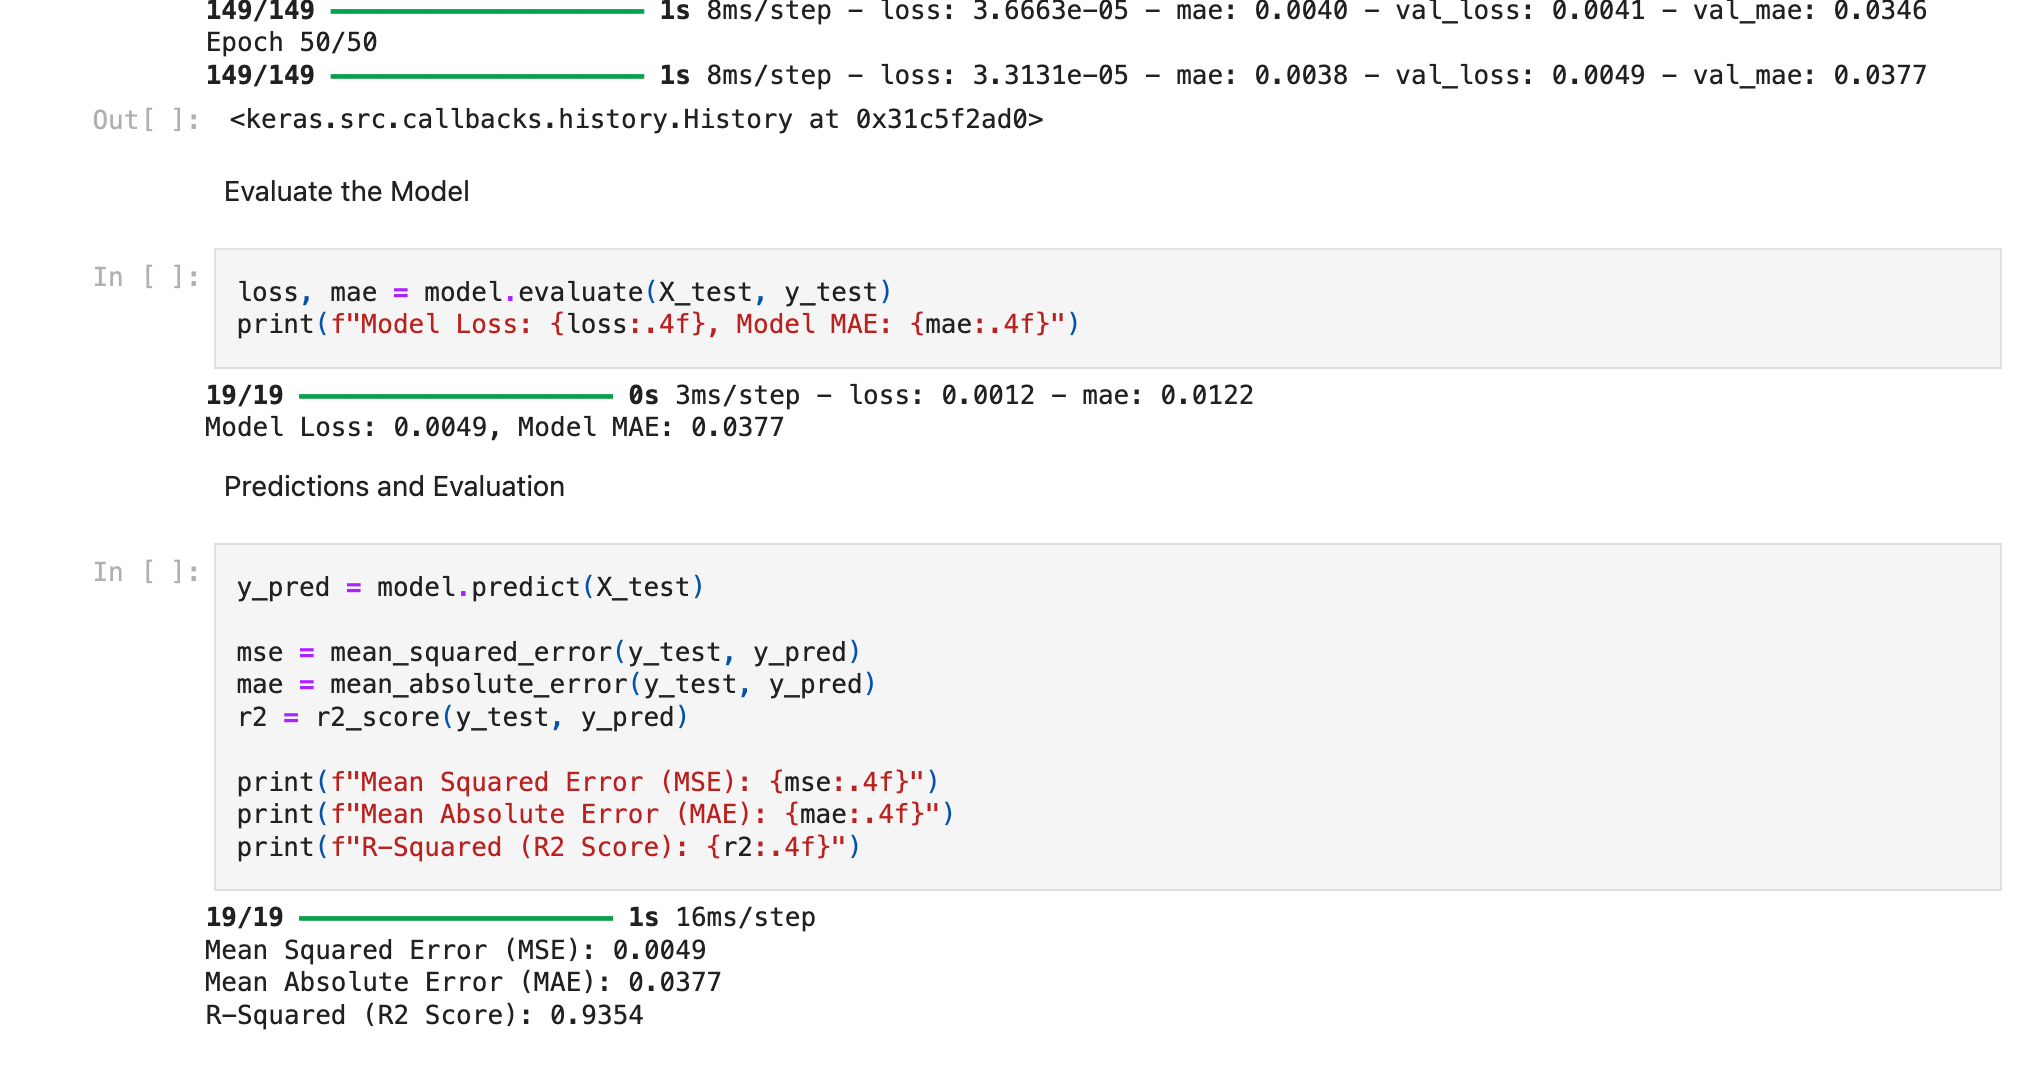 149/149 ━━━━━━━━━━━━━━━━━━━━ 1s 8ms/step - loss: 3.6663e-05 - mae: 0.0040 - val_loss: 0.0041 - val_mae: 0.0346
Epoch 50/50
149/149 ━━━━━━━━━━━━━━━━━━━━ 1s 8ms/step - loss: 3.3131e-05 - mae: 0.0038 - val_loss: 0.0049 - val_mae: 0.0377
Out[ ]: <keras.src.callbacks.history.History at 0x31c5f2ad0>
Evaluate the Model
In [ ]:
loss, mae = model.evaluate(X_test, y_test)
print(f"Model Loss: {loss:.4f}, Model MAE: {mae:.4f}")
19/19 ━━━━━━━━━━━━━━━━━━━━ 0s 3ms/step - loss: 0.0012 - mae: 0.0122
Model Loss: 0.0049, Model MAE: 0.0377
Predictions and Evaluation
In [ ]:
y_pred = model.predict(X_test)
mse = mean_squared_error(y_test, y_pred)
mae = mean_absolute_error(y_test, y_pred)
r2 = r2_score(y_test, y_pred)
print(f"Mean Squared Error (MSE): {mse:.4f}")
print(f"Mean Absolute Error (MAE): {mae:.4f}")
print(f"R-Squared (R2 Score): {r2:.4f}")
19/19 ━━━━━━━━━━━━━━━━━━━━ 1s 16ms/step
Mean Squared Error (MSE): 0.0049
Mean Absolute Error (MAE): 0.0377
R-Squared (R2 Score): 0.9354